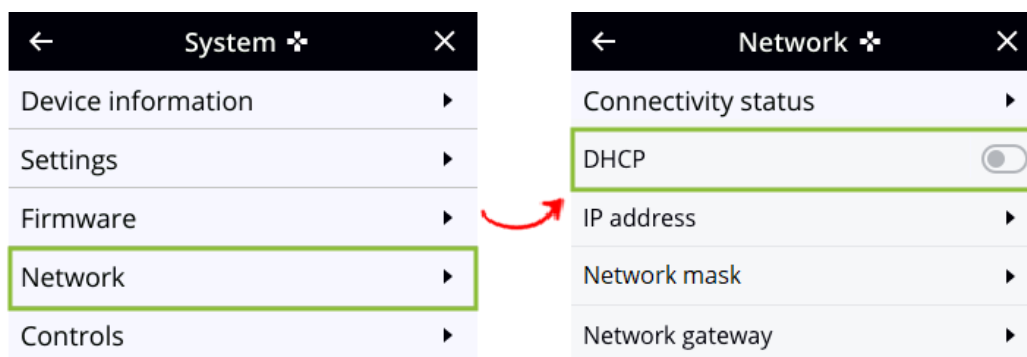 System
Device information
Settings
Firmware
Network
Controls
Network
Connectivity status
DHCP
IP address
Network mask
Network gateway